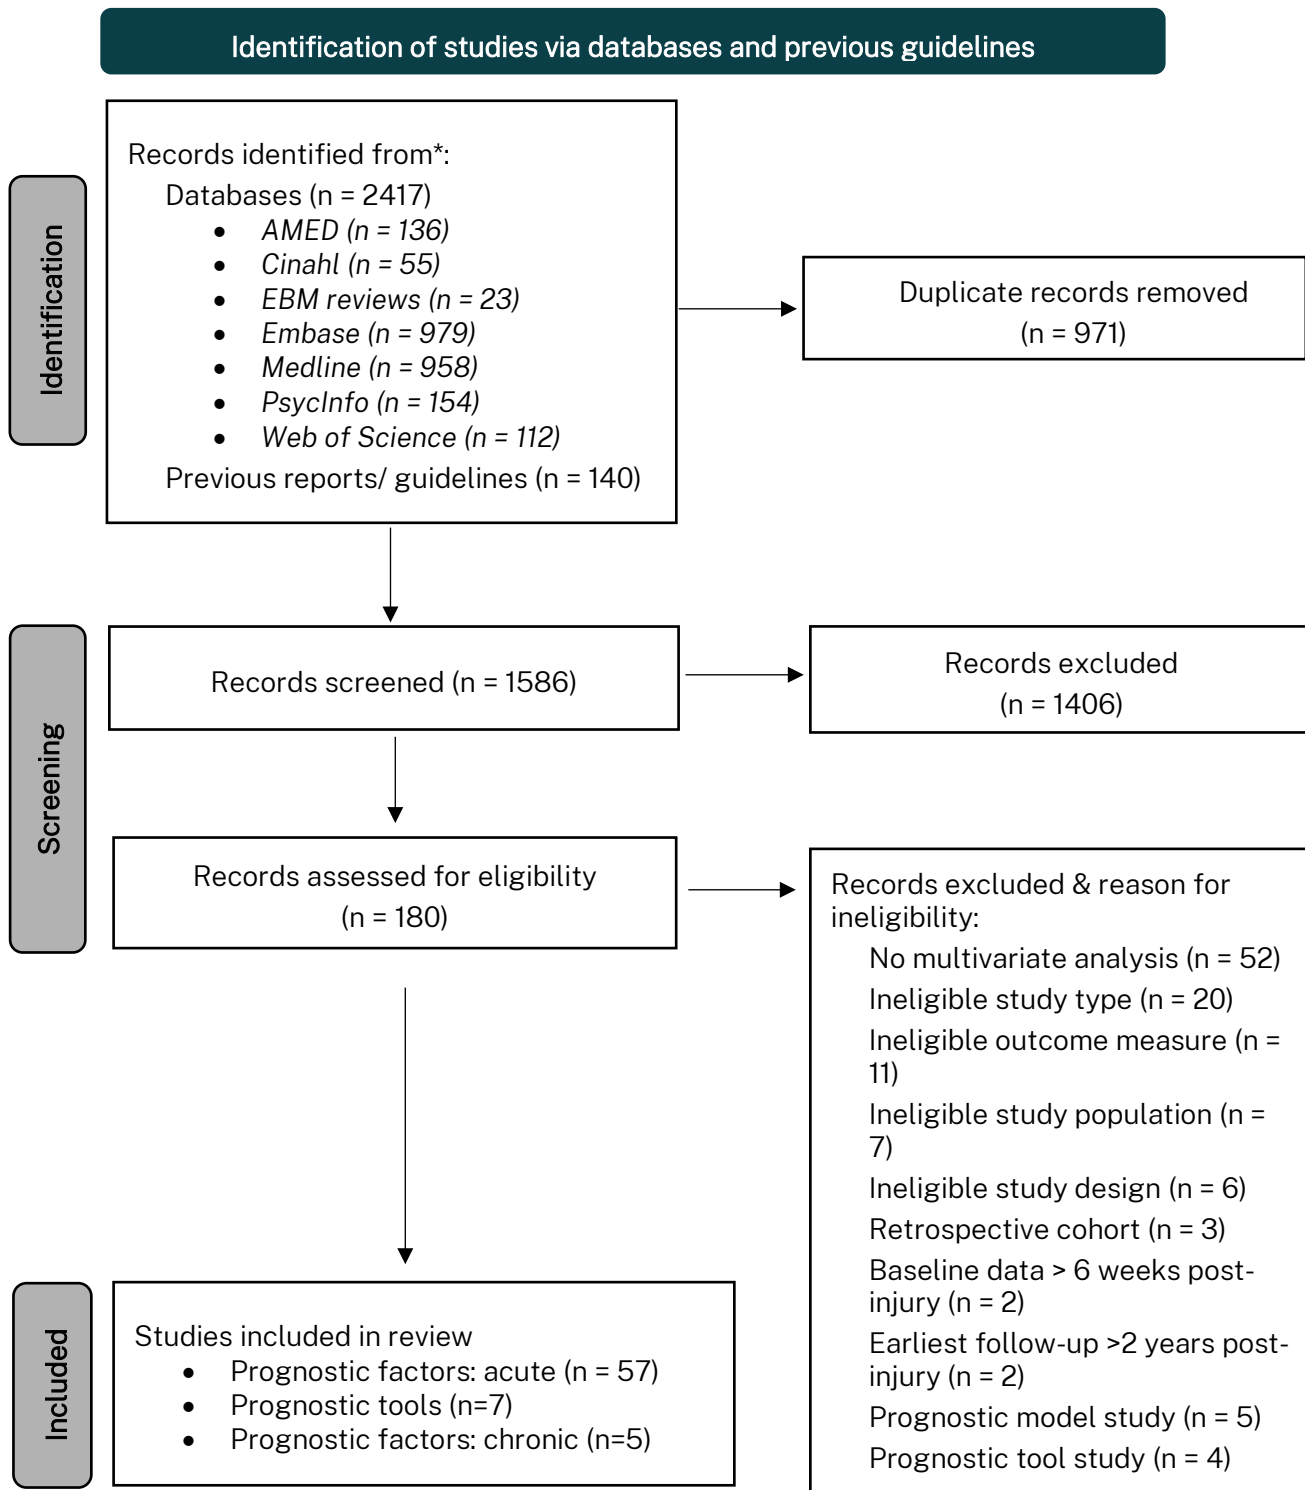 Identification of studies via databases and previous guidelines
Identification
Records identified from*:
Databases (n = 2417)
• AMED (n = 136)
• Cinahl (n = 55)
• EBM reviews (n = 23)
• Embase (n = 979)
• Medline (n = 958)
• PsycInfo (n = 154)
• Web of Science (n = 112)
Previous reports/ guidelines (n = 140)
Duplicate records removed
(n = 971)
Screening
Records screened (n = 1586)
Records excluded
(n = 1406)
Records assessed for eligibility
(n = 180)
Records excluded & reason for
ineligibility:
No multivariate analysis (n = 52)
Ineligible study type (n = 20)
Ineligible outcome measure (n =
11)
Ineligible study population (n =
7)
Ineligible study design (n = 6)
Retrospective cohort (n = 3)
Baseline data > 6 weeks post-
injury (n = 2)
Earliest follow-up >2 years post-
injury (n = 2)
Prognostic model study (n = 5)
Prognostic tool study (n = 4)
Included
Studies included in review
• Prognostic factors: acute (n = 57)
• Prognostic tools (n=7)
• Prognostic factors: chronic (n=5)